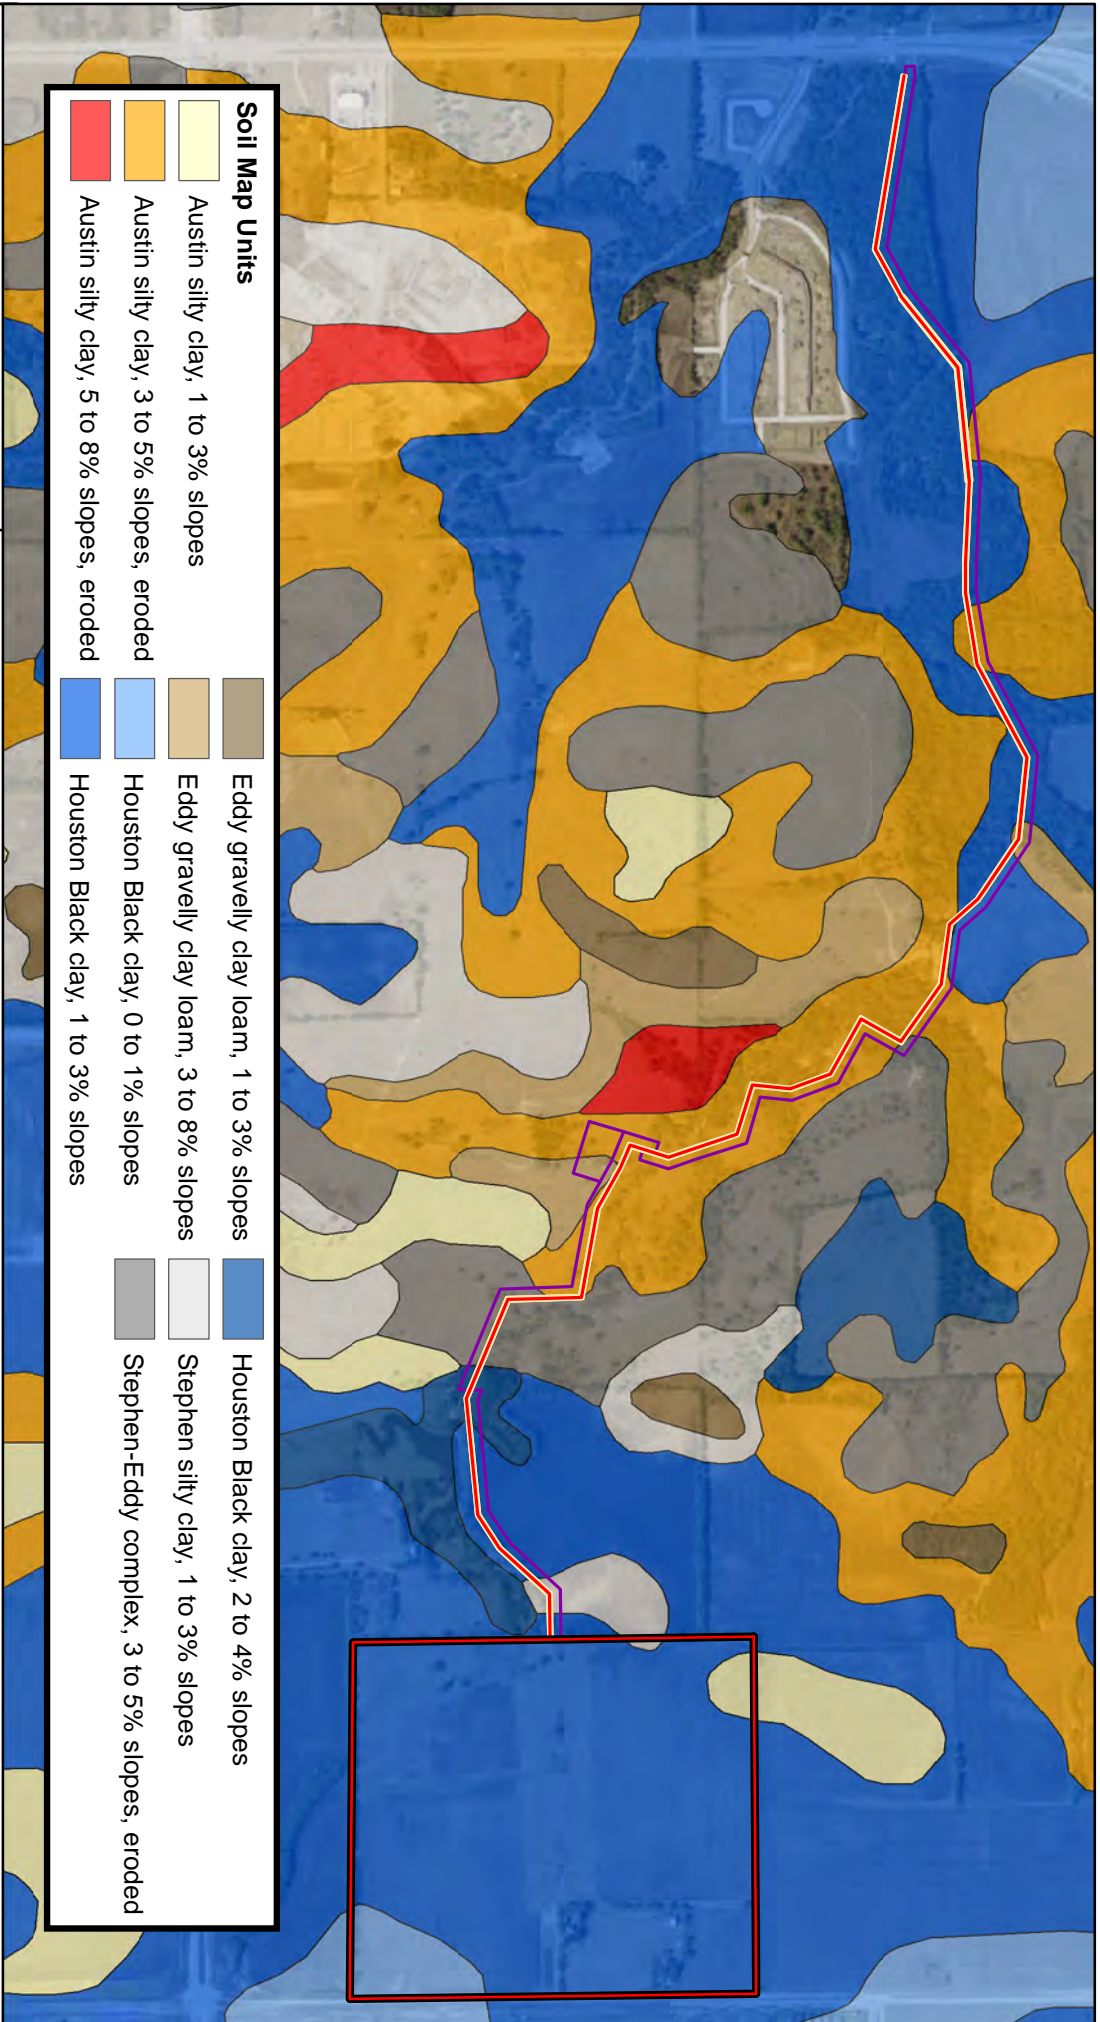 Soil Map Units
Austin silty clay, 1 to 3% slopes
Austin silty clay, 3 to 5% slopes, eroded
Austin silty clay, 5 to 8% slopes, eroded
Eddy gravelly clay loam, 1 to 3% slopes
Eddy gravelly clay loam, 3 to 8% slopes
Houston Black clay, 0 to 1% slopes
Houston Black clay, 1 to 3% slopes
Houston Black clay, 2 to 4% slopes
Stephen silty clay, 1 to 3% slopes
Stephen-Eddy complex, 3 to 5% slopes, eroded